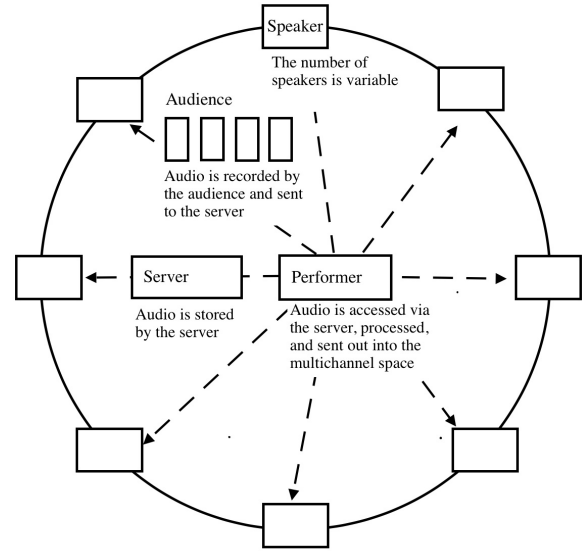 Speaker
The number of
speakers is variable
Audience
Audio is recorded by
the audience and sent
to the server
Server
Performer
Audio is stored
by the server
Audio is accessed via
the server, processed,
and sent out into the
multichannel space